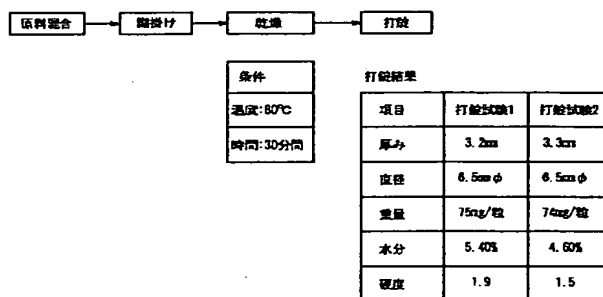 原料混合
糊掛け
乾燥
打錠
条件
温度:80℃
時間:30分間
打錠結果
項目 打錠試験1 打錠試験2
厚み 3.2mm 3.3mm
直径 6.5mmφ 6.5mmφ
重量 75mg/粒 74mg/粒
水分 5.40% 4.60%
硬度 1.9 1.5